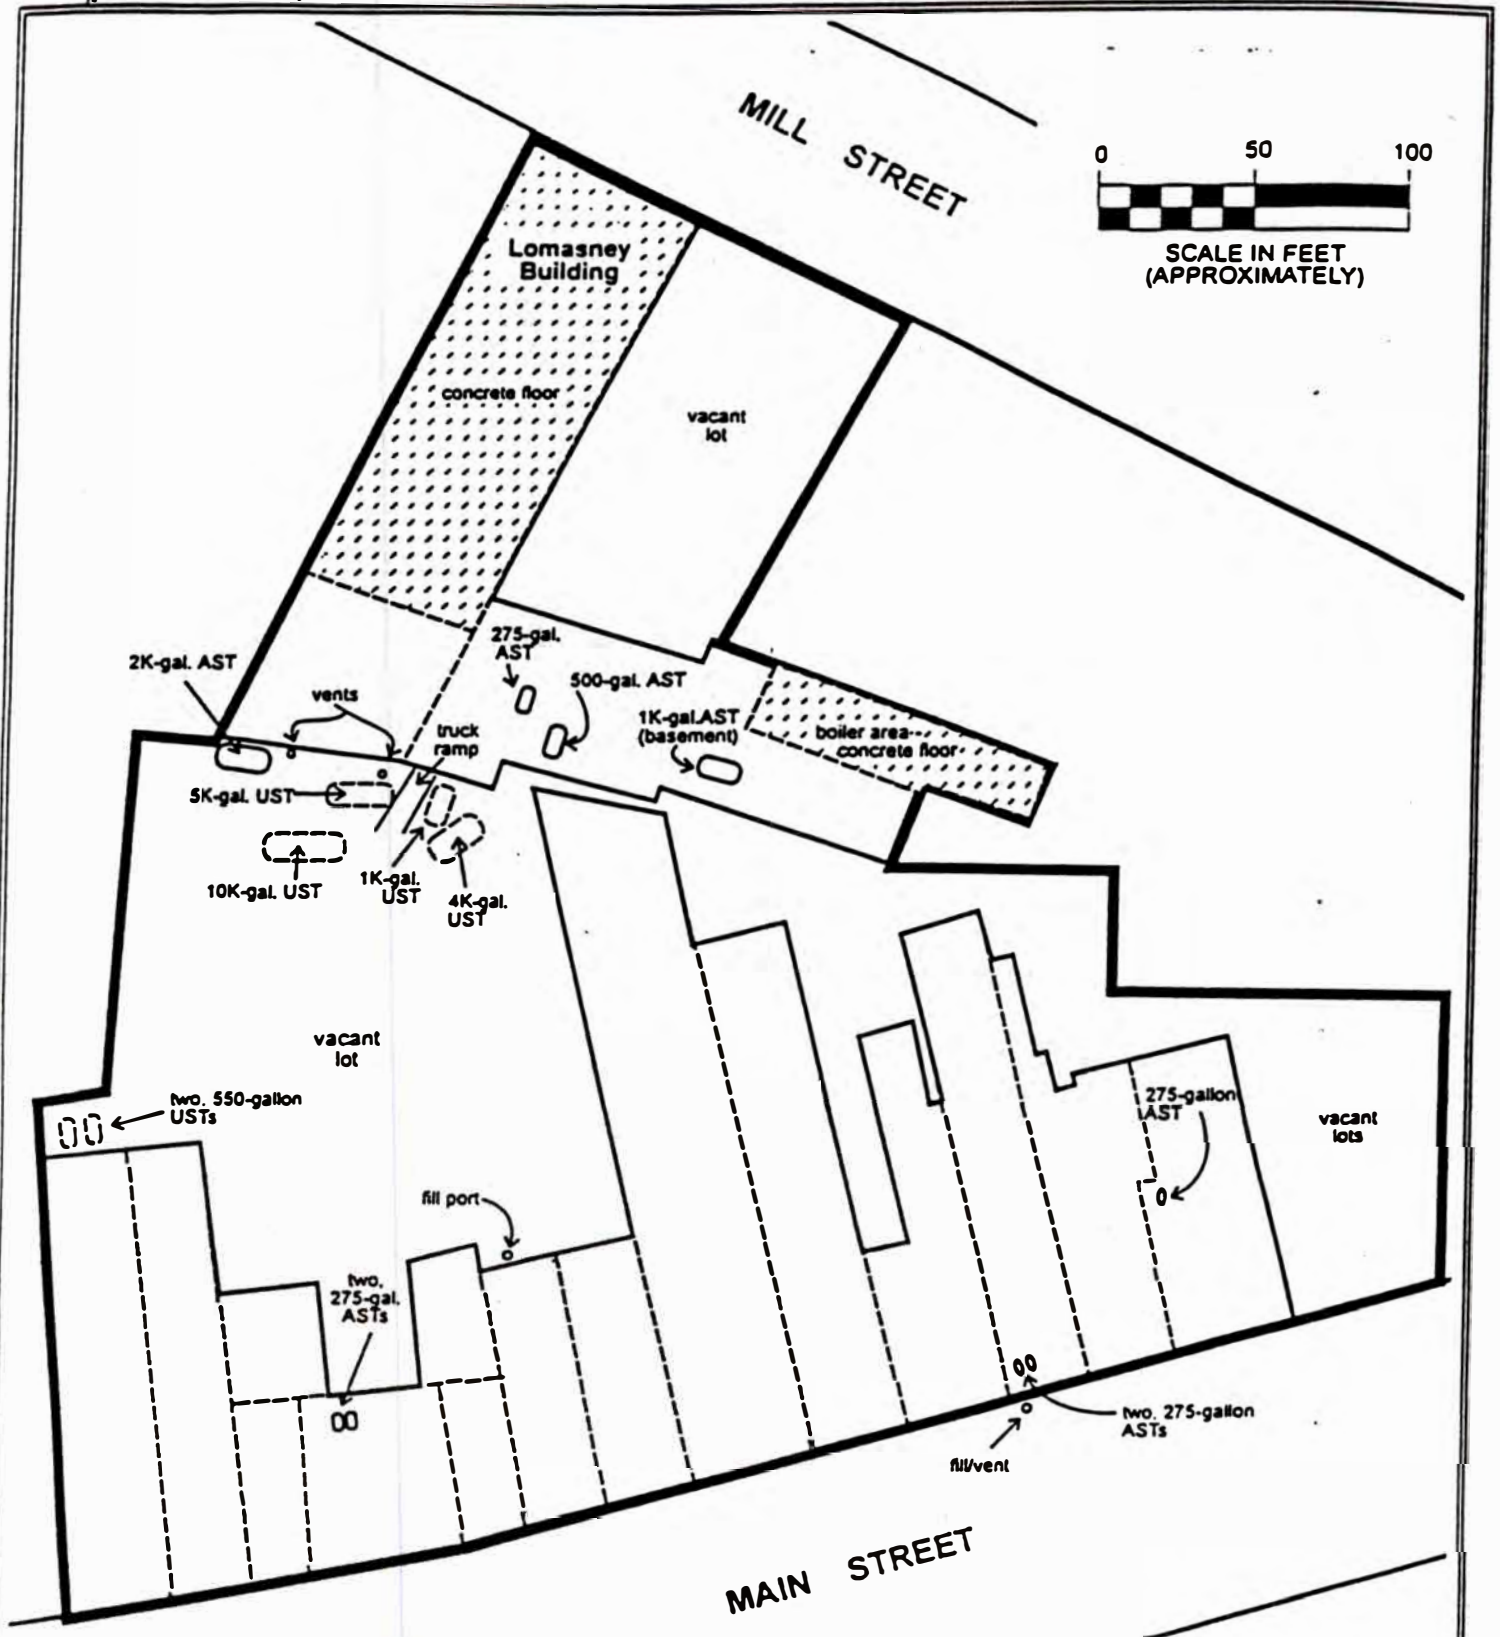 MILL STREET
0 50 100
SCALE IN FEET
(APPROXIMATELY)
Lomasney
Building
concrete floor
vacant
lot
275-gal.
AST
2K-gal. AST
500-gal. AST
vents
1K-gal.AST
(basement)
truck
ramp
boiler area--
concrete floor
5K-gal. UST
10K-gal. UST
1K-gal.
UST
4K-gal.
UST
vacant
lot
two. 550-gallon
USTs
275-gallon
AST
vacant
lots
fill port
two.
275-gal.
ASTs
two. 275-gallon
ASTs
fill/vent
MAIN STREET